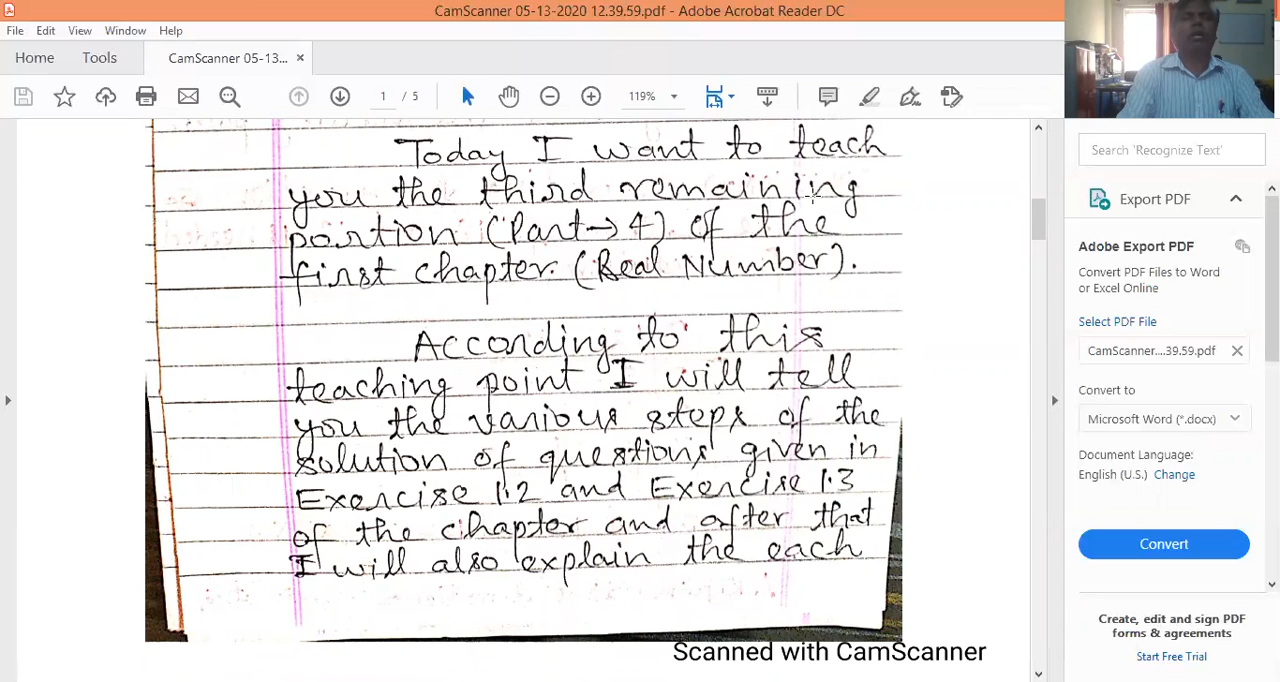 CamScanner 05-13-2020 12.39.59.pdf - Adobe Acrobat Reader DC
File Edit View Window Help
Home Tools CamScanner 05-13... ×
1 / 5 119%
Today I want to teach
you the third remaining
portion (Part→4) of the
first chapter. (Real Number).
According to this
teaching point I will tell
you the various steps of the
solution of questions given in
Exercise 1.2 and Exercise 1.3
of the chapter and after that
I will also explain the each
Scanned with CamScanner
Search 'Recognize Text'
Export PDF
Adobe Export PDF
Convert PDF Files to Word
or Excel Online
Select PDF File
CamScanner....39.59.pdf ×
Convert to
Microsoft Word (*.docx)
Document Language:
English (U.S.) Change
Convert
Create, edit and sign PDF
forms & agreements
Start Free Trial